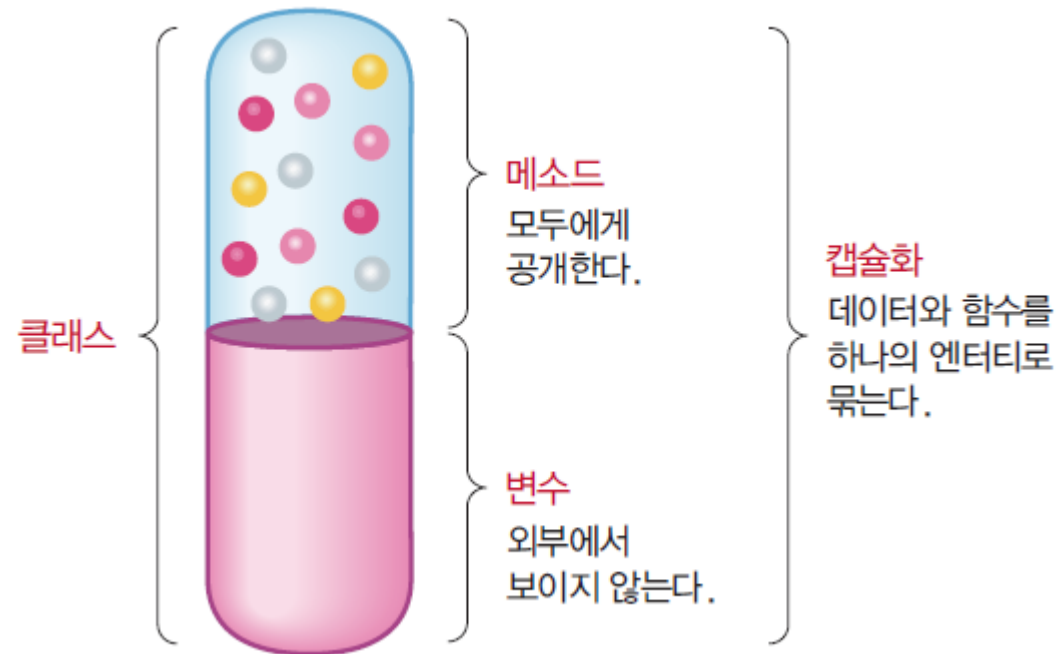 클래스
메소드
모두에게
공개한다.
변수
외부에서
보이지 않는다.
캡슐화
데이터와 함수를
하나의 엔터티로
묶는다.